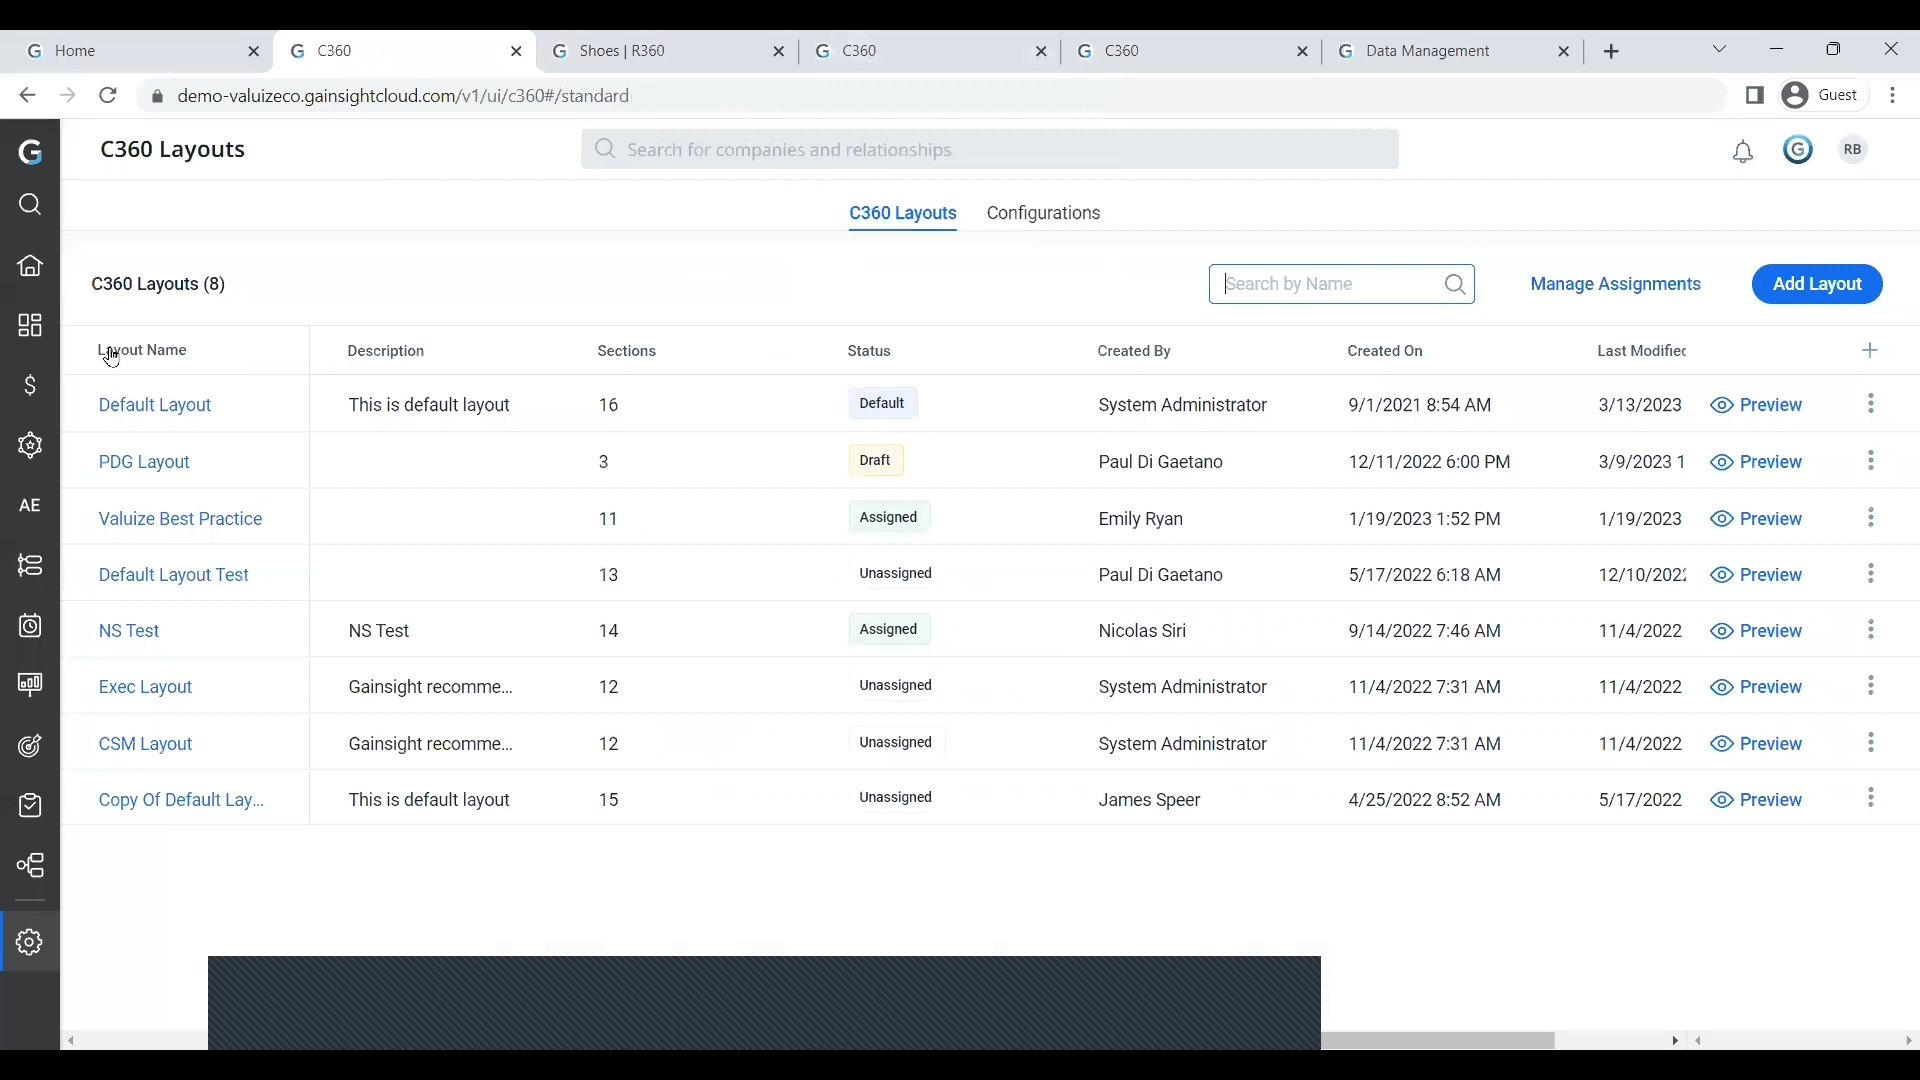 Home
C360
Shoes | R360
C360
C360
Data Management
demo-valuizeco.gainsightcloud.com/v1/ui/c360#/standard
Guest
C360 Layouts
Search for companies and relationships
RB
C360 Layouts
Configurations
C360 Layouts (8)
Search by Name
Manage Assignments
Add Layout
Layout Name Description Sections Status Created By Created On Last Modified
Default Layout This is default layout 16 Default System Administrator 9/1/2021 8:54 AM 3/13/2023 Preview
PDG Layout 3 Draft Paul Di Gaetano 12/11/2022 6:00 PM 3/9/2023 1 Preview
Valuize Best Practice 11 Assigned Emily Ryan 1/19/2023 1:52 PM 1/19/2023 Preview
AE
Default Layout Test 13 Unassigned Paul Di Gaetano 5/17/2022 6:18 AM 12/10/2022 Preview
NS Test NS Test 14 Assigned Nicolas Siri 9/14/2022 7:46 AM 11/4/2022 Preview
Exec Layout Gainsight recomme... 12 Unassigned System Administrator 11/4/2022 7:31 AM 11/4/2022 Preview
CSM Layout Gainsight recomme... 12 Unassigned System Administrator 11/4/2022 7:31 AM 11/4/2022 Preview
Copy Of Default Lay... This is default layout 15 Unassigned James Speer 4/25/2022 8:52 AM 5/17/2022 Preview